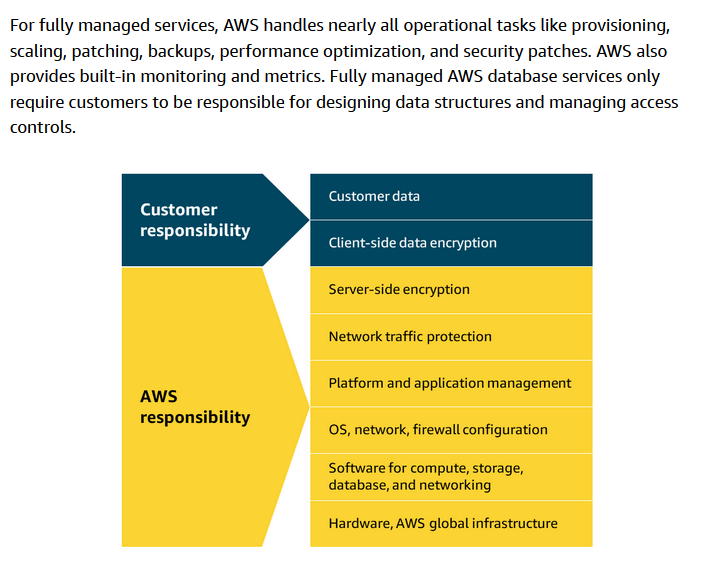 For fully managed services, AWS handles nearly all operational tasks like provisioning,
scaling, patching, backups, performance optimization, and security patches. AWS also
provides built-in monitoring and metrics. Fully managed AWS database services only
require customers to be responsible for designing data structures and managing access
controls.
Customer
responsibility
Customer data
Client-side data encryption
AWS
responsibility
Server-side encryption
Network traffic protection
Platform and application management
OS, network, firewall configuration
Software for compute, storage,
database, and networking
Hardware, AWS global infrastructure